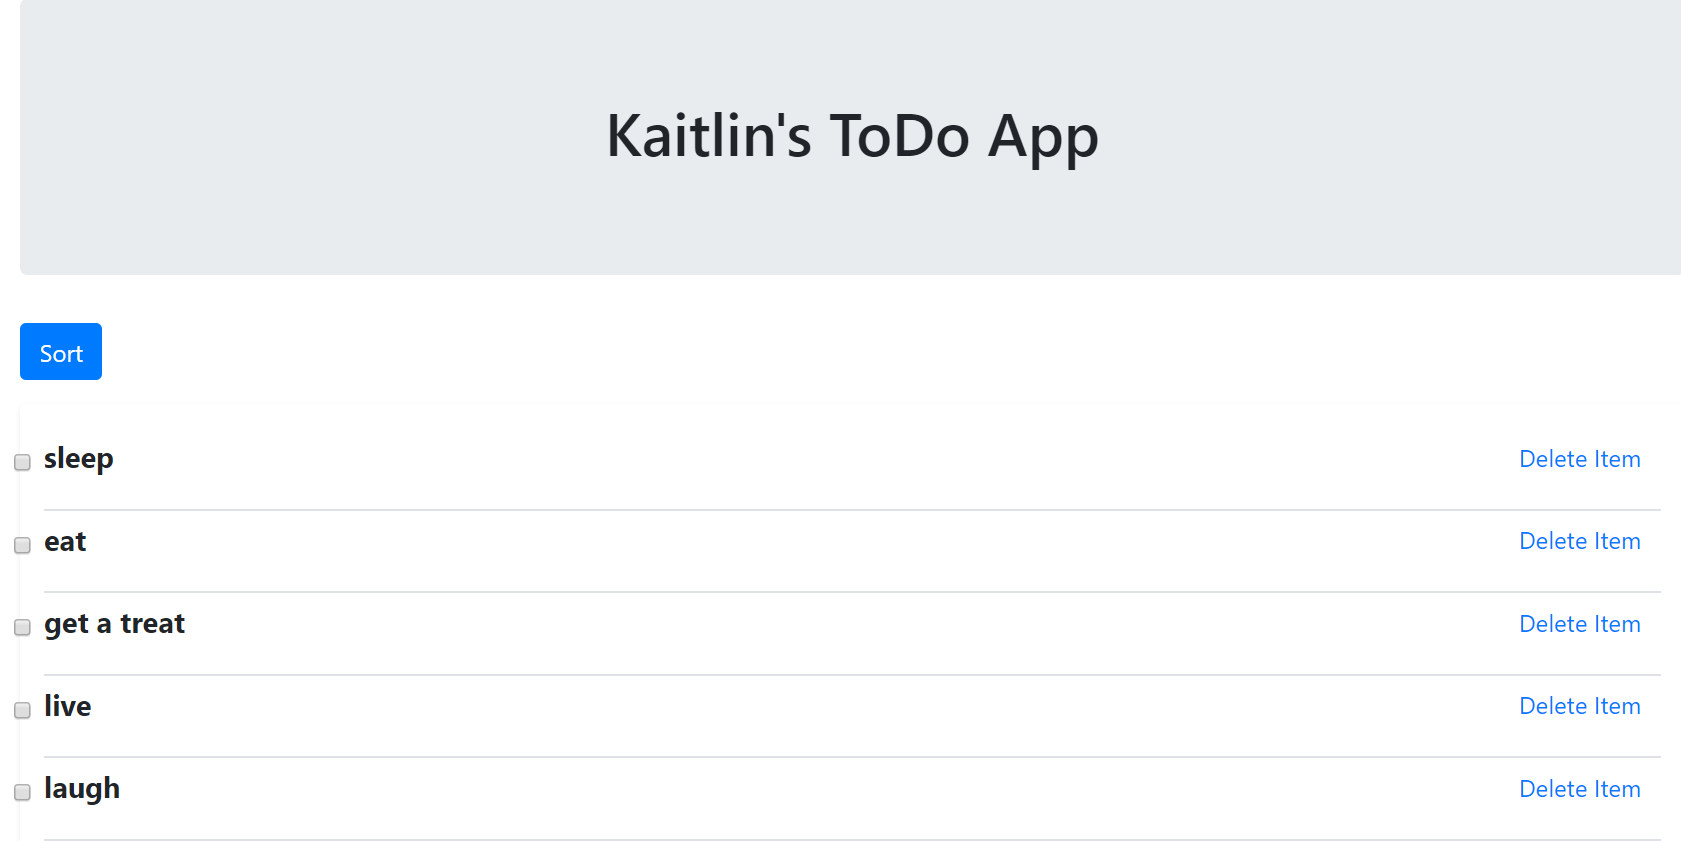 Kaitlin's ToDo App
Sort
sleep Delete Item
eat Delete Item
get a treat Delete Item
live Delete Item
laugh Delete Item